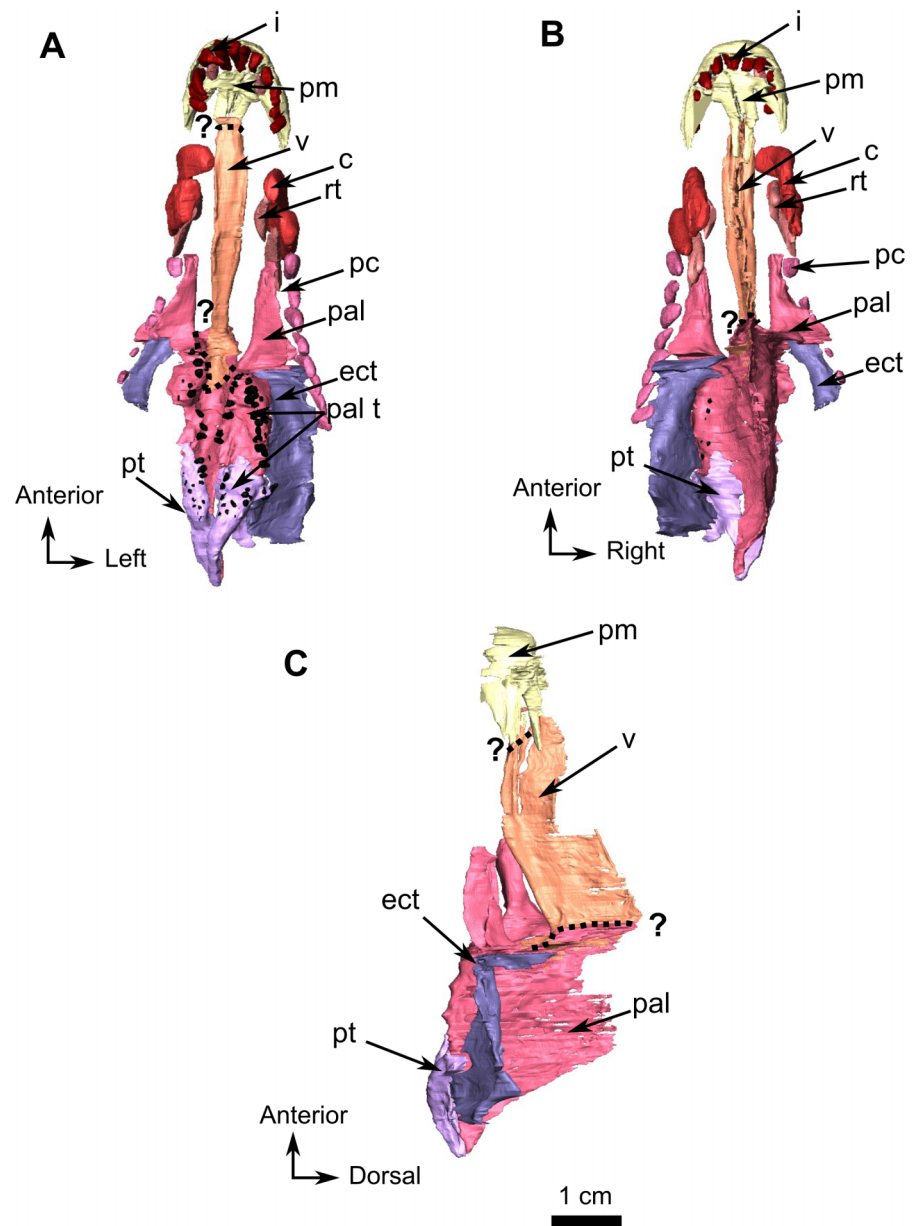 A
i
pm
?
v
c
rt
pc
?
pal
ect
pal t
pt
Anterior
Left
B
i
pm
v
c
rt
pc
?
pal
ect
pt
Anterior
Right
C
pm
?
v
ect
?
pal
pt
Anterior
Dorsal
1 cm